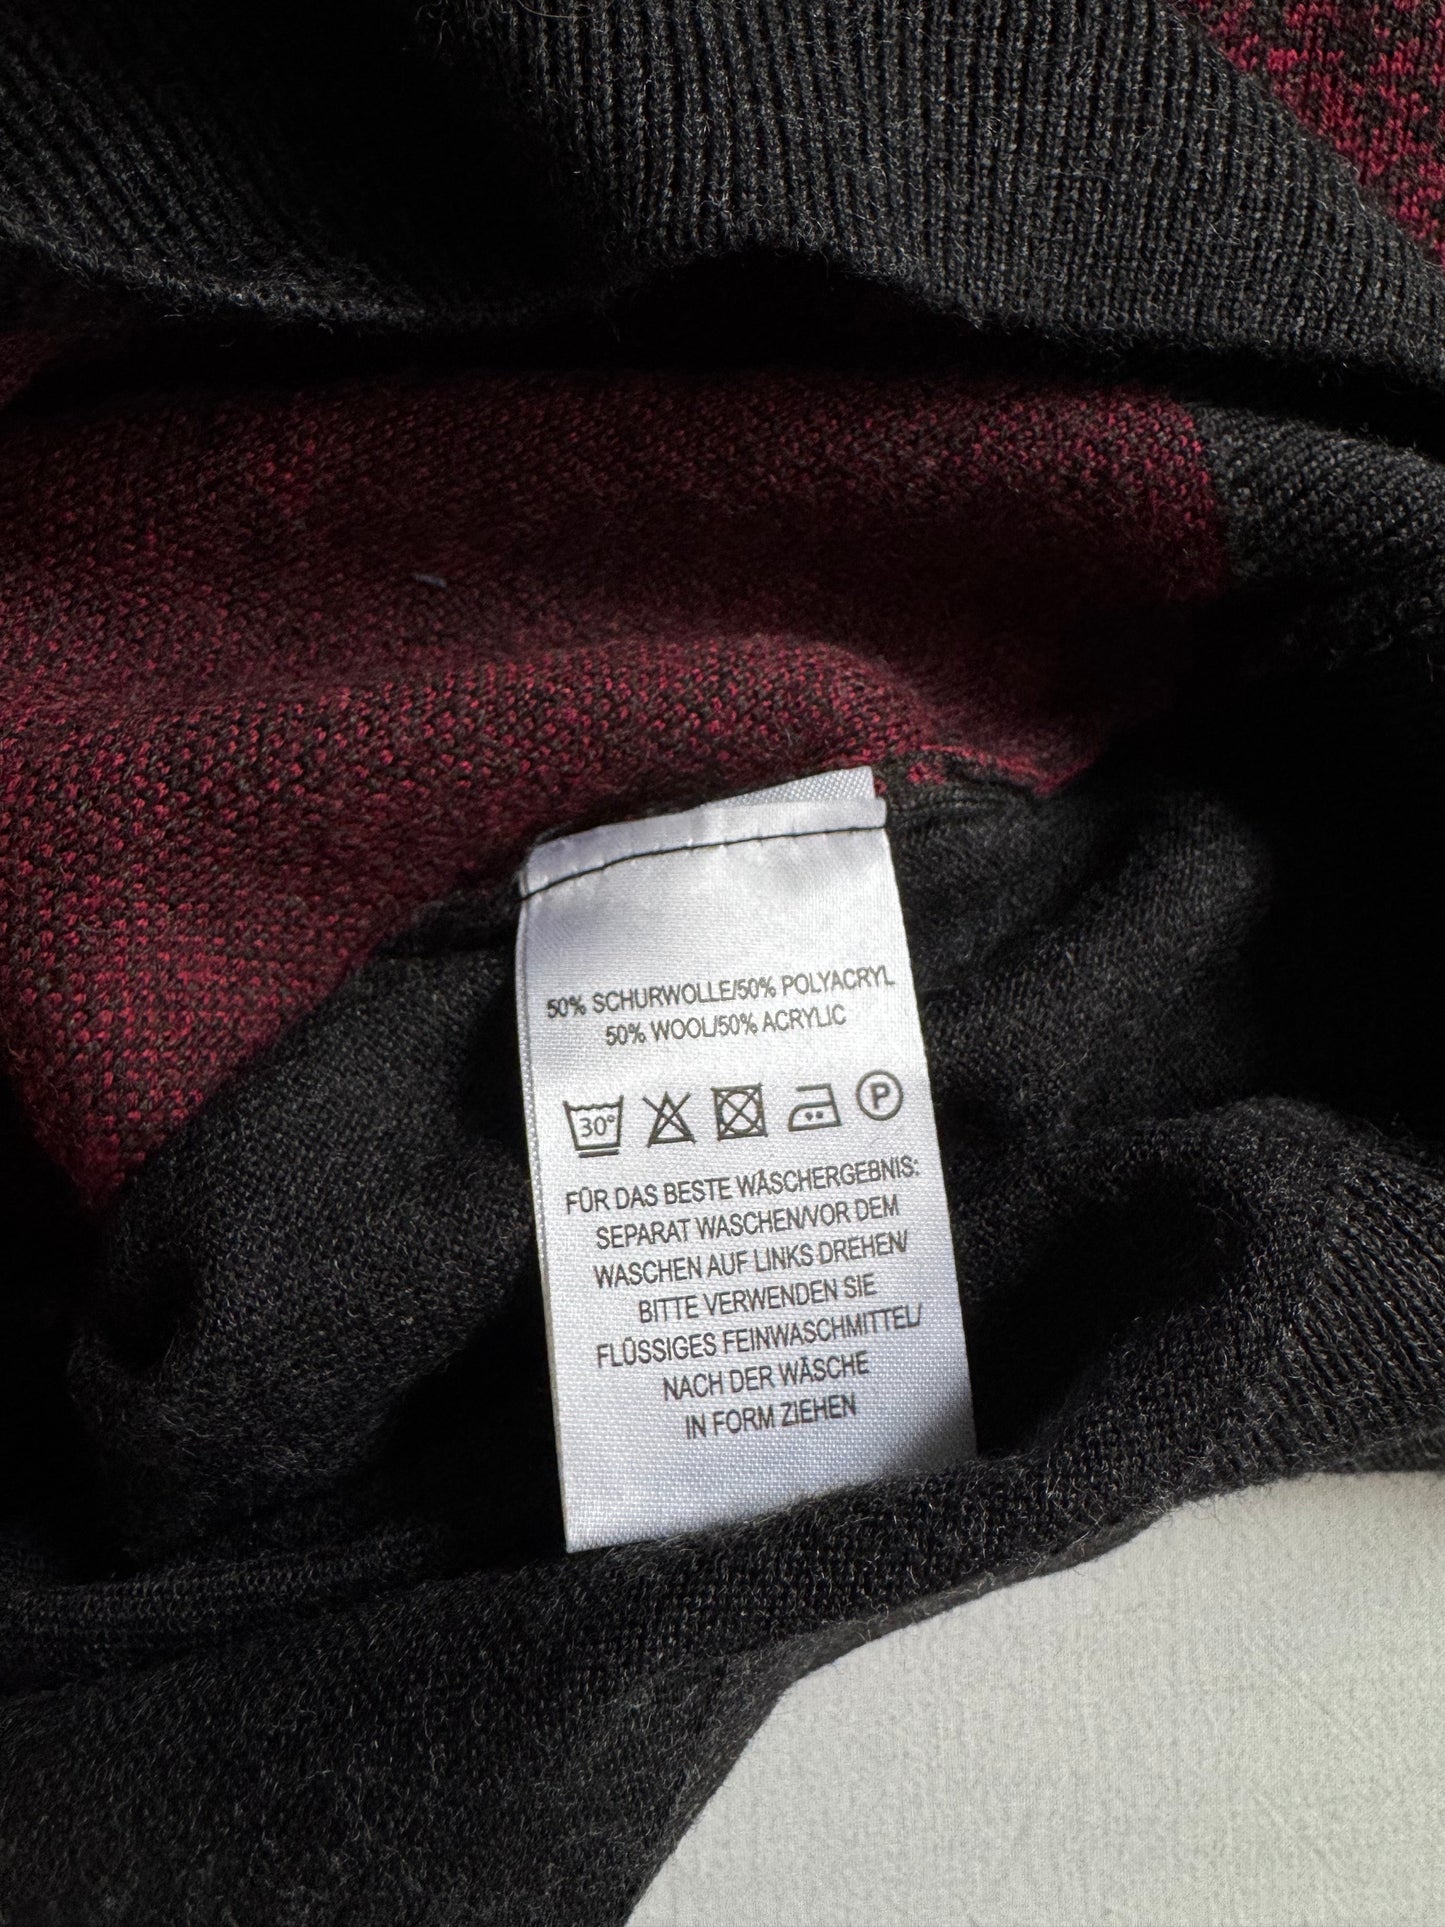 50% SCHURWOLLE/50% POLYACRYL
50% WOOL/50% ACRYLIC
30° P
FÜR DAS BESTE WÄSCHERGEBNIS:
SEPARAT WASCHEN/VOR DEM
WASCHEN AUF LINKS DREHEN/
BITTE VERWENDEN SIE
FLÜSSIGES FEINWASCHMITTEL/
NACH DER WÄSCHE
IN FORM ZIEHEN